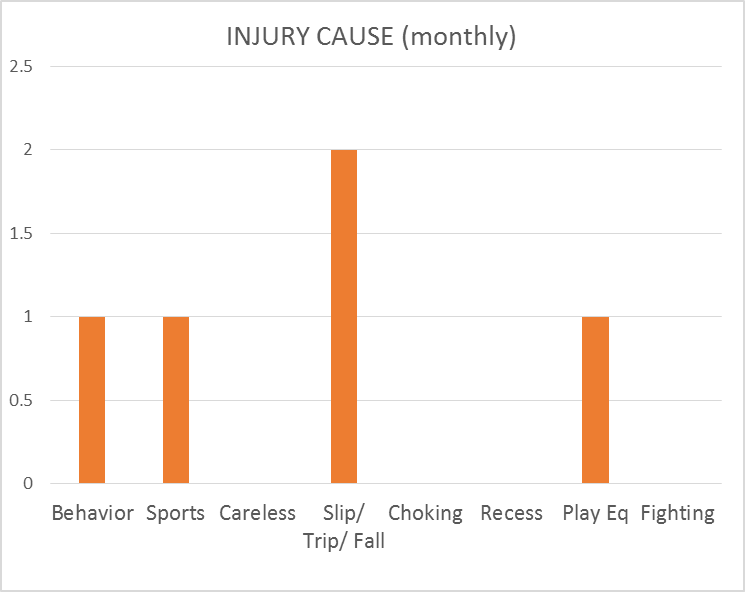 INJURY CAUSE (monthly)
2.5
2
1.5
1
0.5
0
Behavior Sports Careless Slip/ Choking Recess Play Eq Fighting
Trip/ Fall